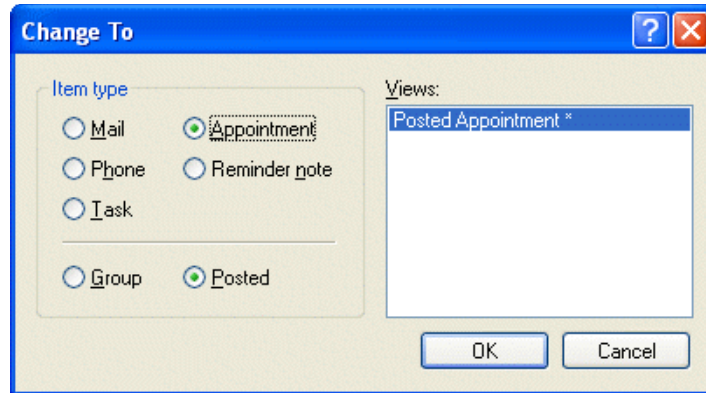 Change To
Item type
Mail
Appointment
Phone
Reminder note
Task
Group
Posted
Views:
Posted Appointment *
OK
Cancel